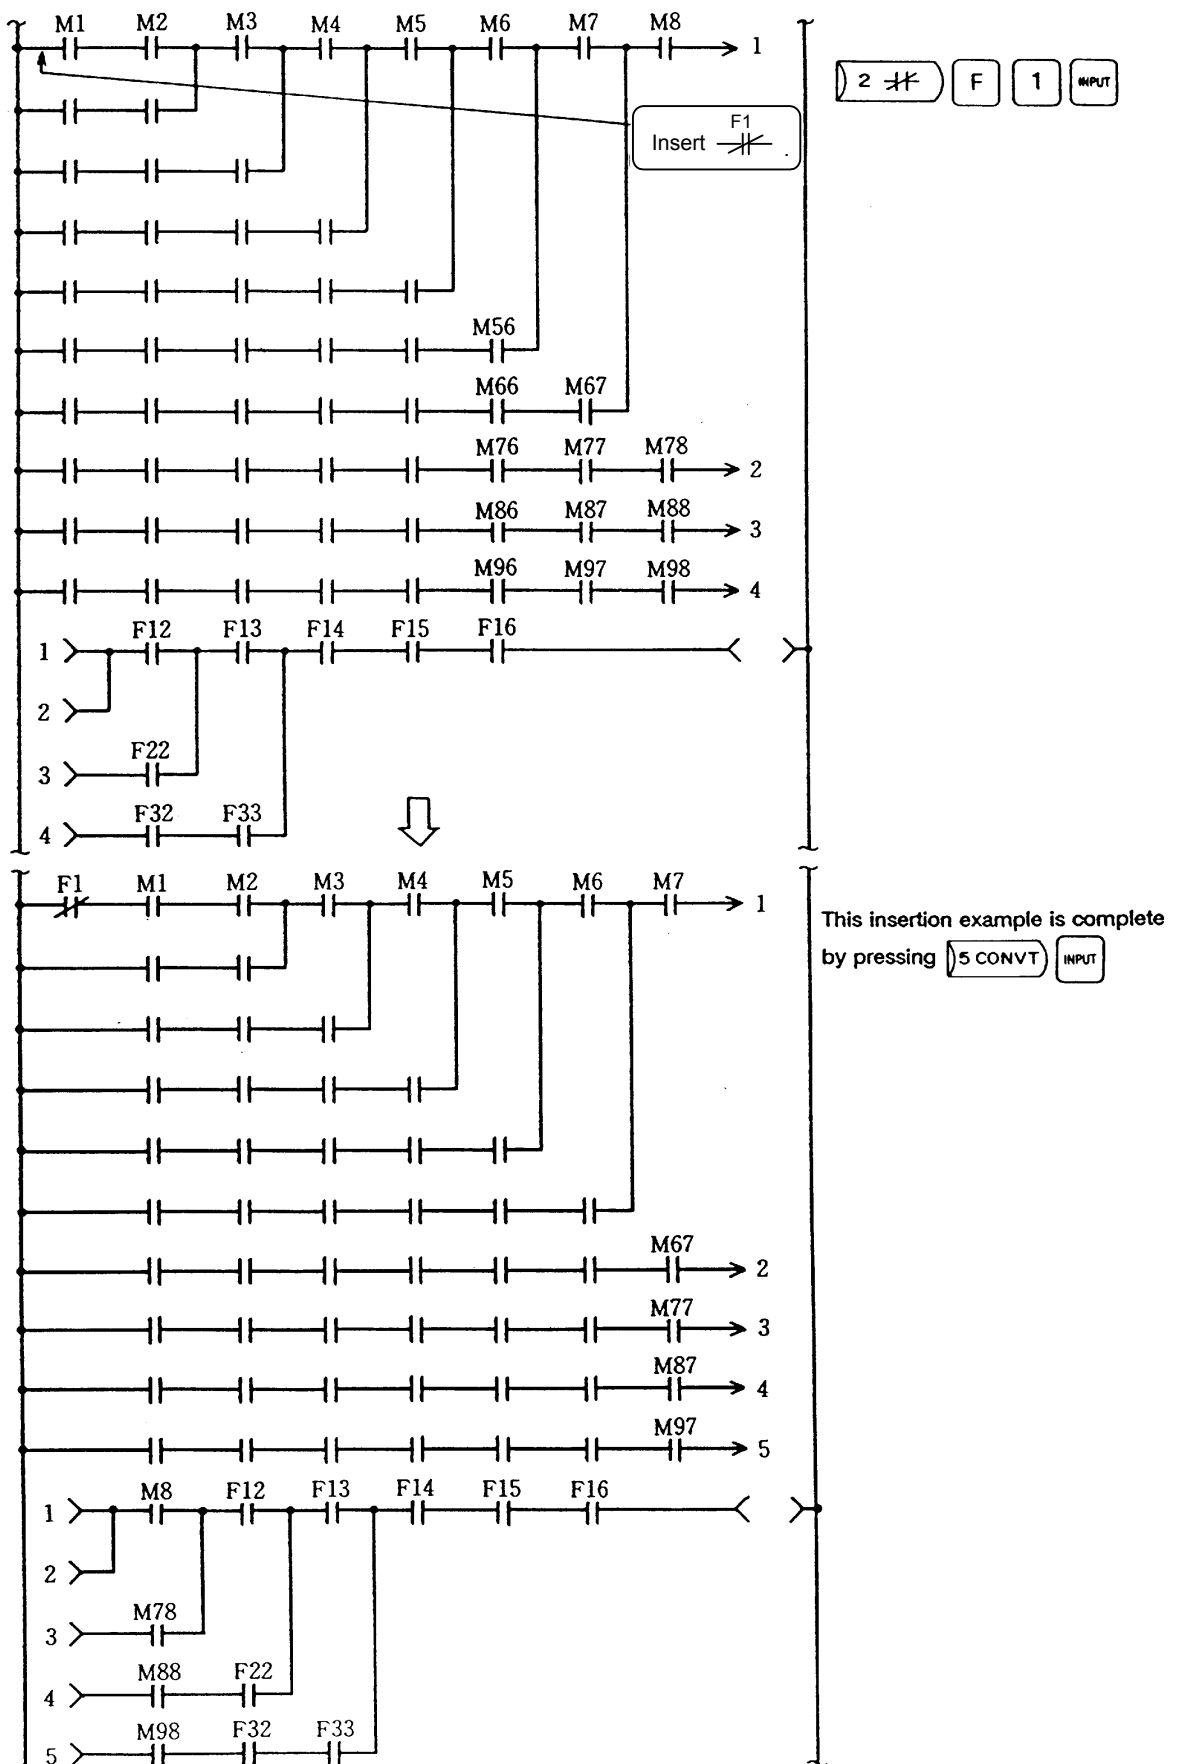 M1 M2 M3 M4 M5 M6 M7 M8
1
2 F 1 INPUT
F1
Insert
M56
M66 M67
M76 M77 M78
2
M86 M87 M88
3
M96 M97 M98
4
F12 F13 F14 F15 F16
1
2
F22
3
F32 F33
4
F1 M1 M2 M3 M4 M5 M6 M7
1
This insertion example is complete
by pressing 5 CONVT INPUT
M67
2
M77
3
M87
4
M97
5
M8 F12 F13 F14 F15 F16
1
2
M78
3
M88 F22
4
M98 F32 F33
5